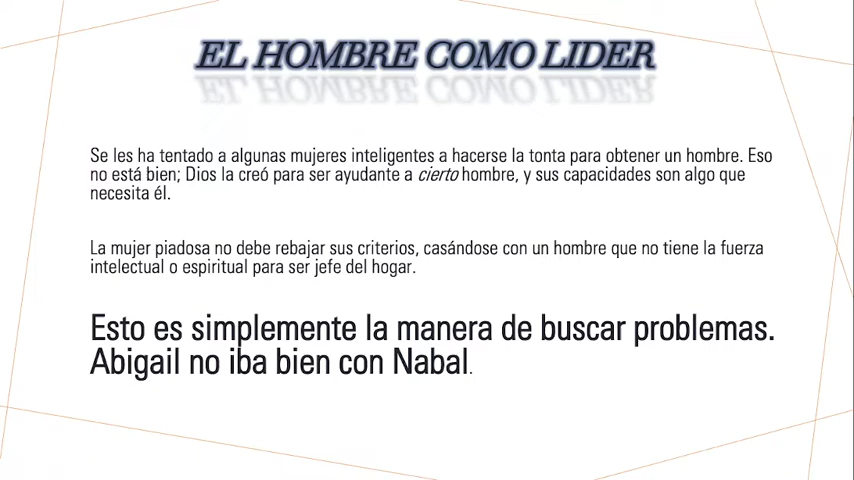 EL HOMBRE COMO LIDER
Se les ha tentado a algunas mujeres inteligentes a hacerse la tonta para obtener un hombre. Eso
no está bien; Dios la creó para ser ayudante a cierto hombre, y sus capacidades son algo que
necesita él.
La mujer piadosa no debe rebajar sus criterios, casándose con un hombre que no tiene la fuerza
intelectual o espiritual para ser jefe del hogar.
Esto es simplemente la manera de buscar problemas.
Abigail no iba bien con Nabal.